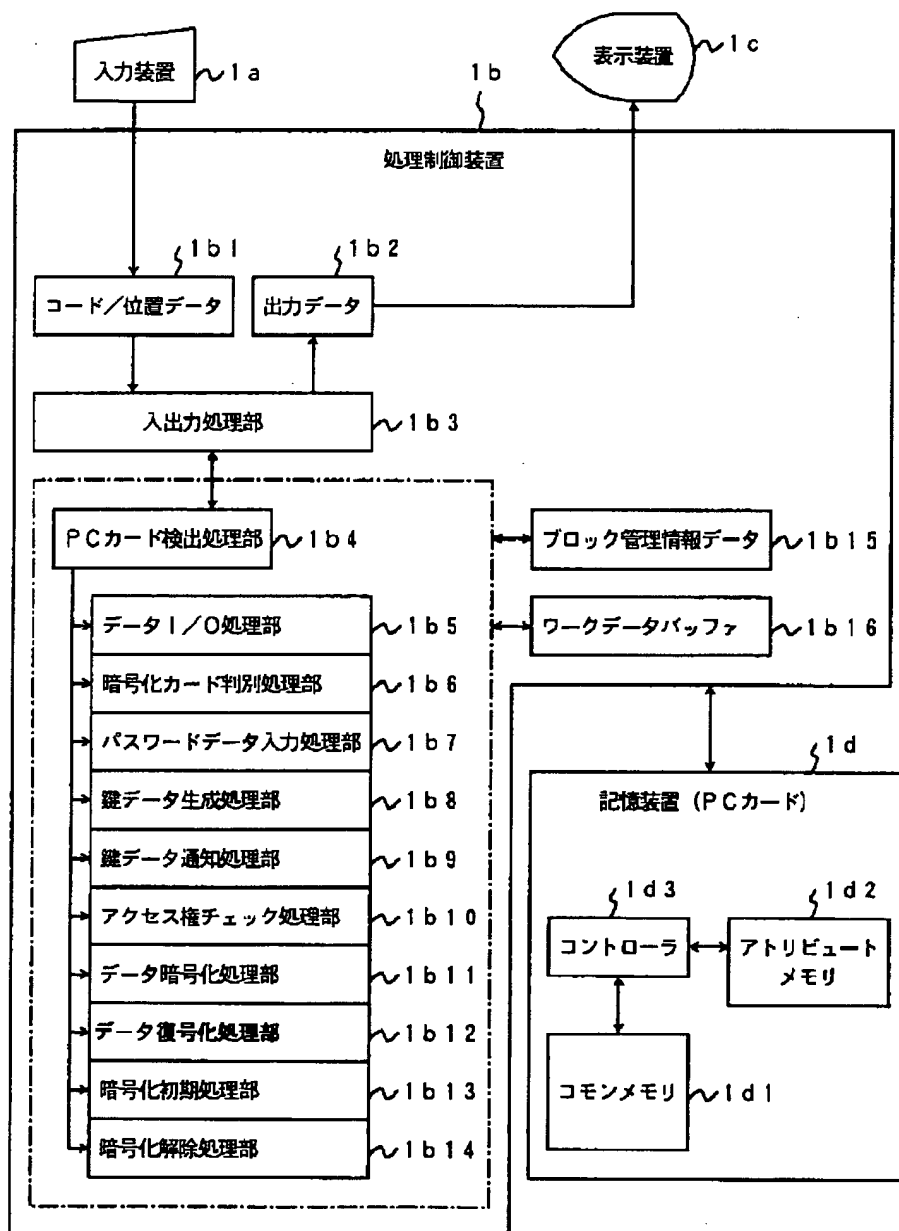 入力装置
1a
表示装置
1c
1b
処理制御装置
1b1
コード／位置データ
1b2
出力データ
入出力処理部
1b3
PCカード検出処理部
1b4
ブロック管理情報データ
1b15
ワークデータバッファ
1b16
データI／O処理部
1b5
暗号化カード判別処理部
1b6
パスワードデータ入力処理部
1b7
鍵データ生成処理部
1b8
鍵データ通知処理部
1b9
アクセス権チェック処理部
1b10
データ暗号化処理部
1b11
データ復号化処理部
1b12
暗号化初期処理部
1b13
暗号化解除処理部
1b14
1d
記憶装置（PCカード）
1d3
コントローラ
1d2
アトリビュート
メモリ
コモンメモリ
1d1